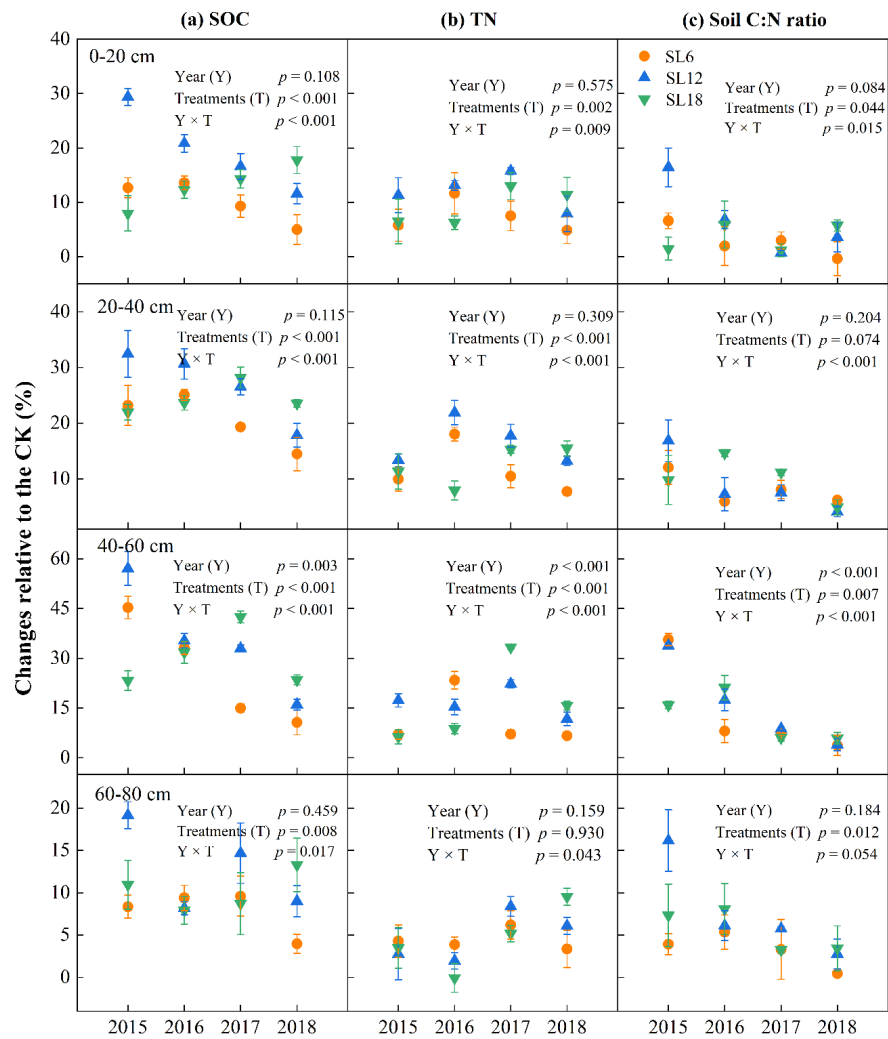 (a) SOC
(b) TN
(c) Soil C:N ratio
Changes relative to the CK (%)
0-20 cm
40
30
20
10
0
Year (Y) p = 0.108
Treatments (T) p < 0.001
Y × T p < 0.001
Year (Y) p = 0.575
Treatments (T) p = 0.002
Y × T p = 0.009
SL6
SL12
SL18
Year (Y) p = 0.084
Treatments (T) p = 0.044
Y × T p = 0.015
20-40 cm
40
30
20
10
Year (Y) p = 0.115
Treatments (T) p < 0.001
Y × T p < 0.001
Year (Y) p = 0.309
Treatments (T) p < 0.001
Y × T p < 0.001
Year (Y) p = 0.204
Treatments (T) p = 0.074
Y × T p < 0.001
40-60 cm
60
45
30
15
0
Year (Y) p = 0.003
Treatments (T) p < 0.001
Y × T p < 0.001
Year (Y) p < 0.001
Treatments (T) p < 0.001
Y × T p < 0.001
Year (Y) p < 0.001
Treatments (T) p = 0.007
Y × T p < 0.001
60-80 cm
20
15
10
5
0
Year (Y) p = 0.459
Treatments (T) p = 0.008
Y × T p = 0.017
Year (Y) p = 0.159
Treatments (T) p = 0.930
Y × T p = 0.043
Year (Y) p = 0.184
Treatments (T) p = 0.012
Y × T p = 0.054
2015 2016 2017 2018
2015 2016 2017 2018
2015 2016 2017 2018